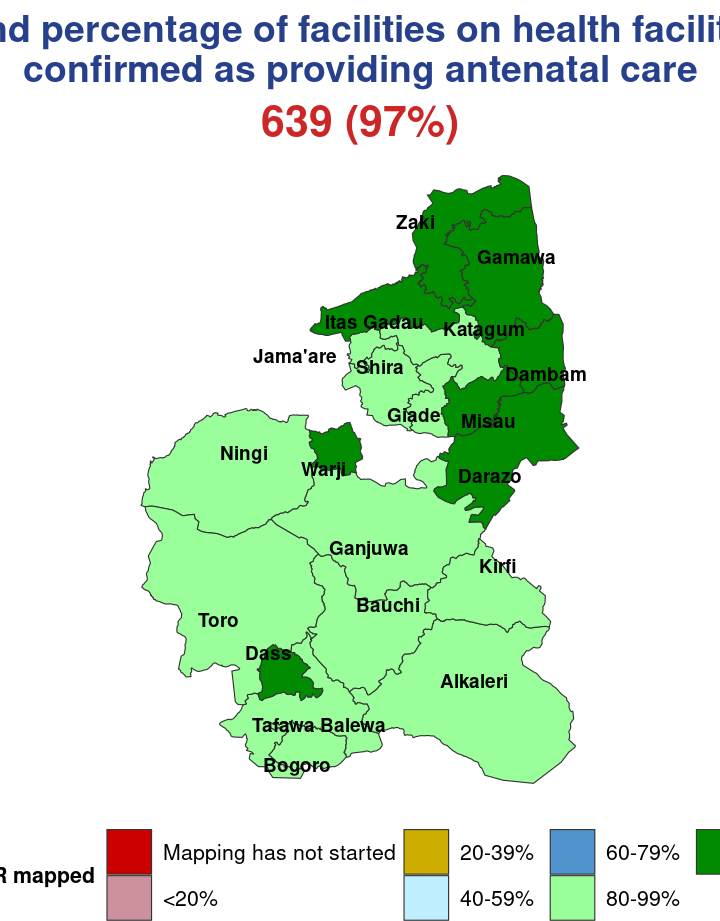 percentage of facilities on health
confirmed as providing antenatal care
639 (97%)
Zaki
Gamawa
Itas Gadau
Katagum
Jama'are
Shira
Dambam
Giade
Misau
Ningi
Warji
Darazo
Ganjuwa
Kirfi
Bauchi
Toro
Dass
Alkaleri
Tafawa Balewa
Bogoro
mapped
Mapping has not started
20-39%
60-79%
<20%
40-59%
80-99%